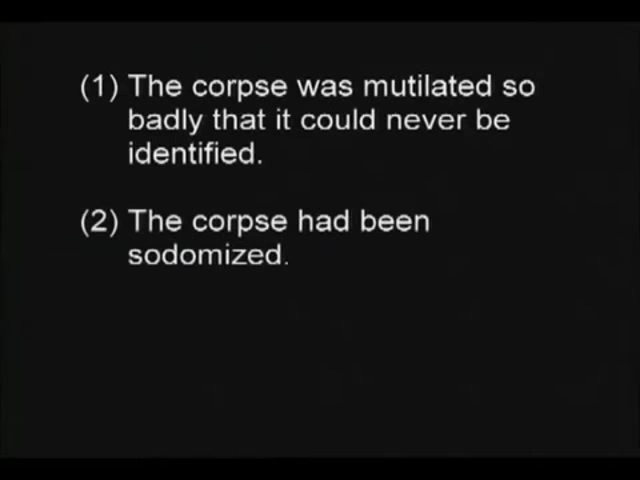 (1) The corpse was mutilated so
badly that it could never be
identified.
(2) The corpse had been
sodomized.